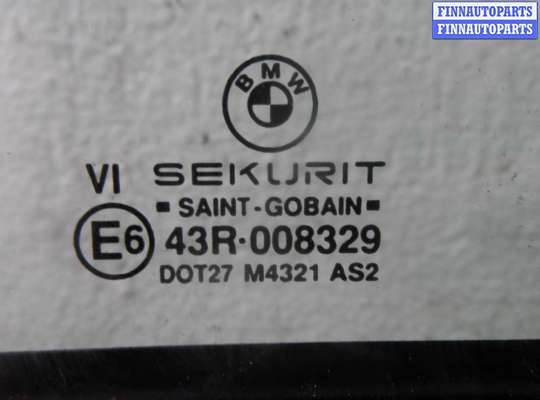 FINNAUTOPARTS
FINNAUTOPARTS
BMW
VI SEKURIT
SAINT-GOBAIN
E6 43R·008329
DOT27 M4321 AS2